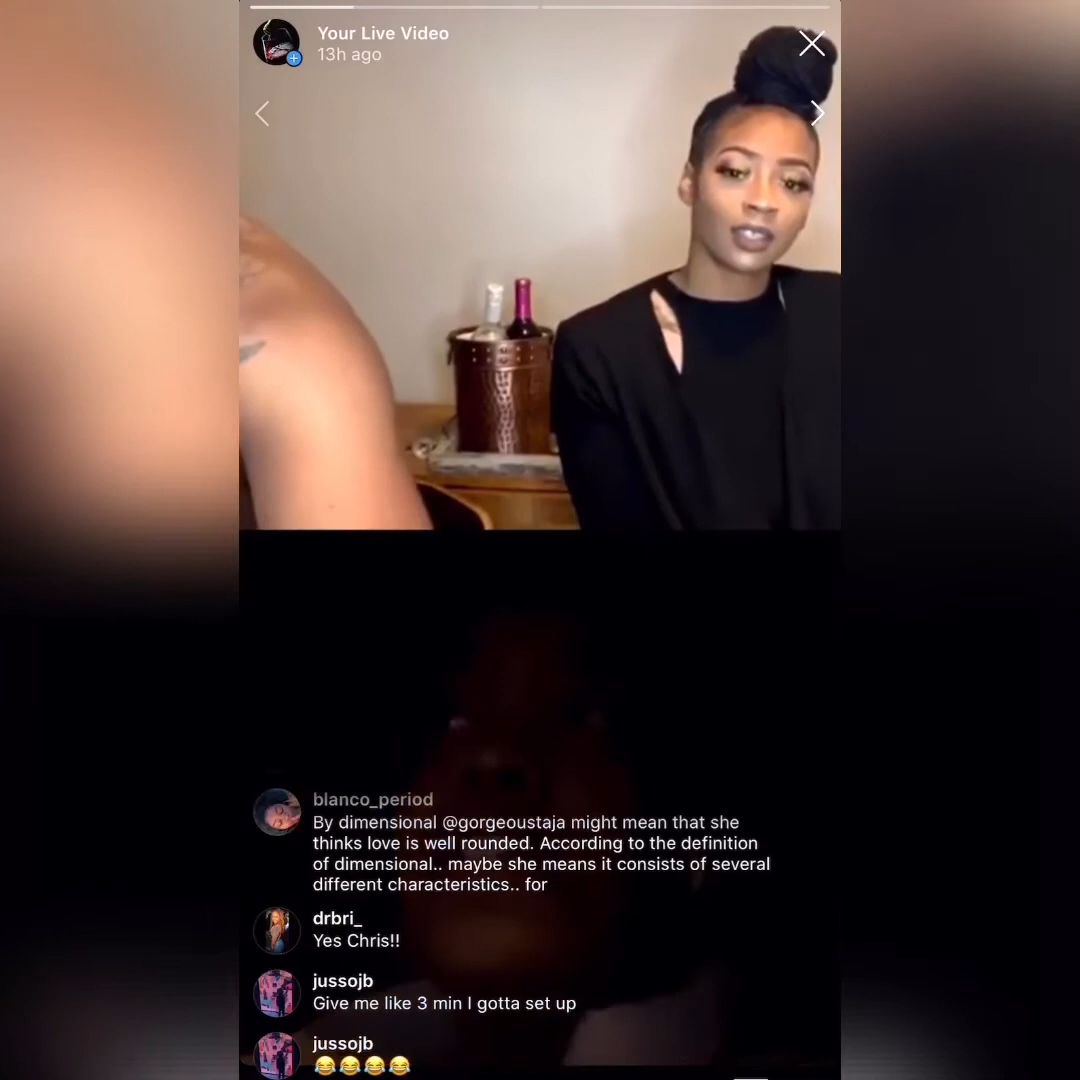 Your Live Video
13h ago
blanco_period
By dimensional @gorgeoustaja might mean that she
thinks love is well rounded. According to the definition
of dimensional.. maybe she means it consists of several
different characteristics.. for
drbri_
Yes Chris!!
jussojb
Give me like 3 min I gotta set up
jussojb
😂😂😂😂